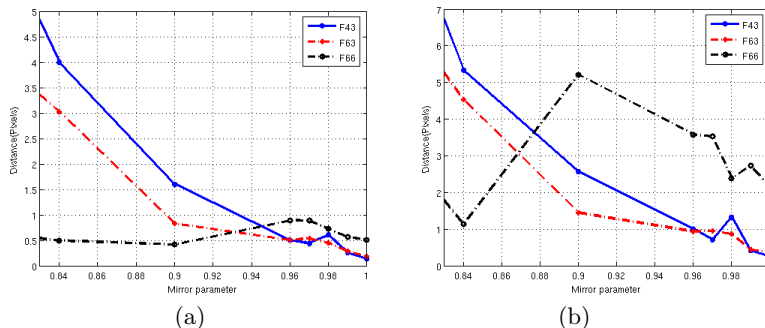 5
4.5
4
3.5
3
2.5
2
1.5
1
0.5
0
Distance(Pixels)
F43
F63
F66
0.84 0.86 0.88 0.9 0.92 0.94 0.96 0.98 1
Mirror parameter
(a)
7
6
5
4
3
2
1
0
Distance(Pixels)
F43
F63
F66
0.84 0.86 0.88 0.9 0.92 0.94 0.96 0.98
Mirror parameter
(b)